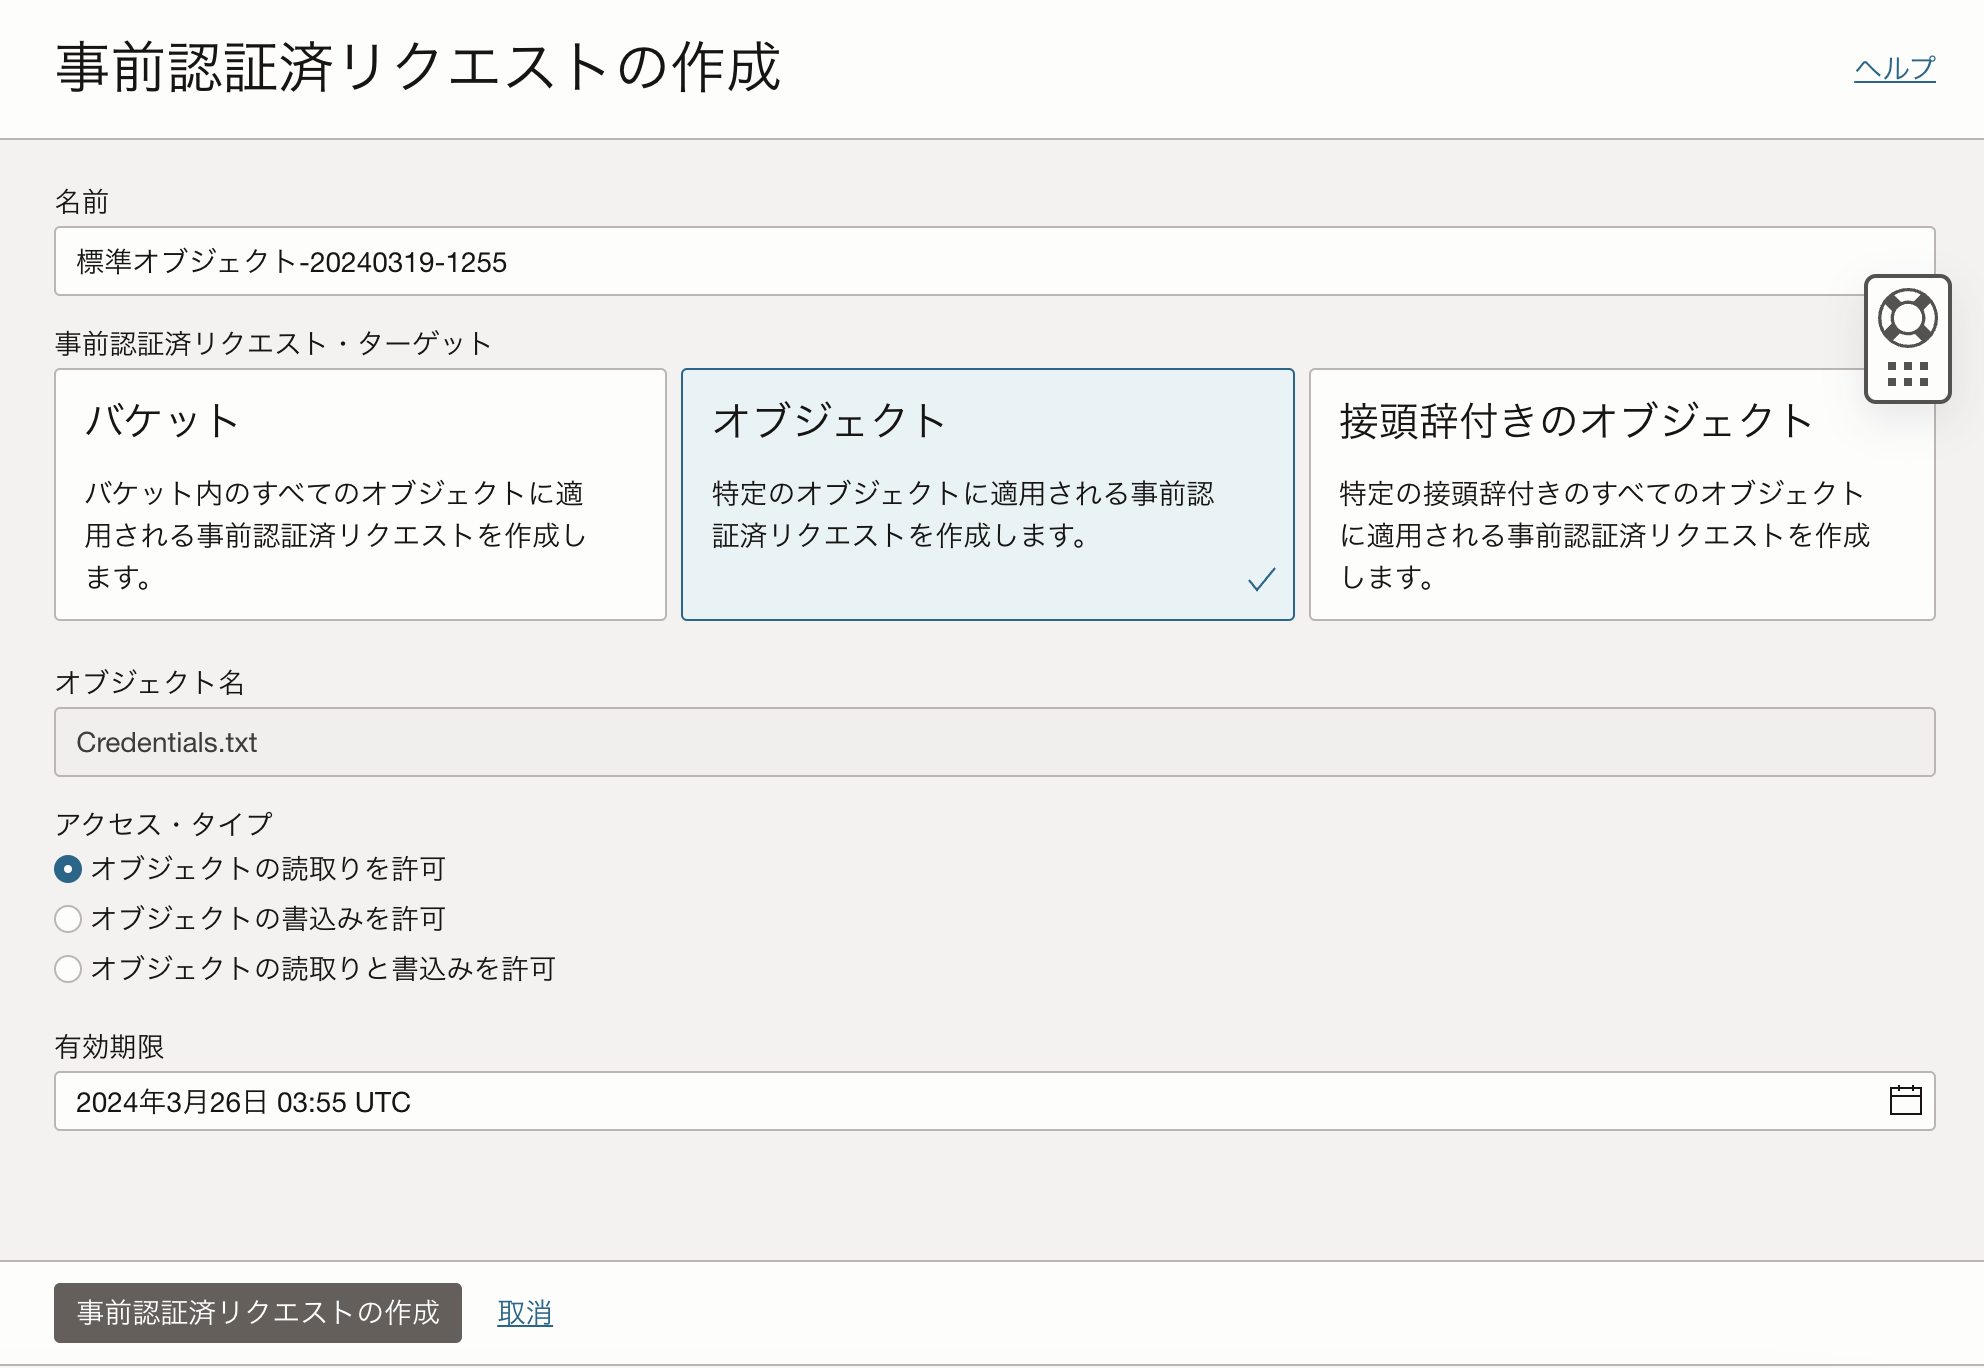 事前認証済リクエストの作成
ヘルプ
名前
標準オブジェクト-20240319-1255
事前認証済リクエスト・ターゲット
バケット
バケット内のすべてのオブジェクトに適
用される事前認証済リクエストを作成し
ます。
オブジェクト
特定のオブジェクトに適用される事前認
証済リクエストを作成します。
接頭辞付きのオブジェクト
特定の接頭辞付きのすべてのオブジェクト
に適用される事前認証済リクエストを作成
します。
オブジェクト名
Credentials.txt
アクセス・タイプ
オブジェクトの読取りを許可
オブジェクトの書込みを許可
オブジェクトの読取りと書込みを許可
有効期限
2024年3月26日 03:55 UTC
事前認証済リクエストの作成
取消